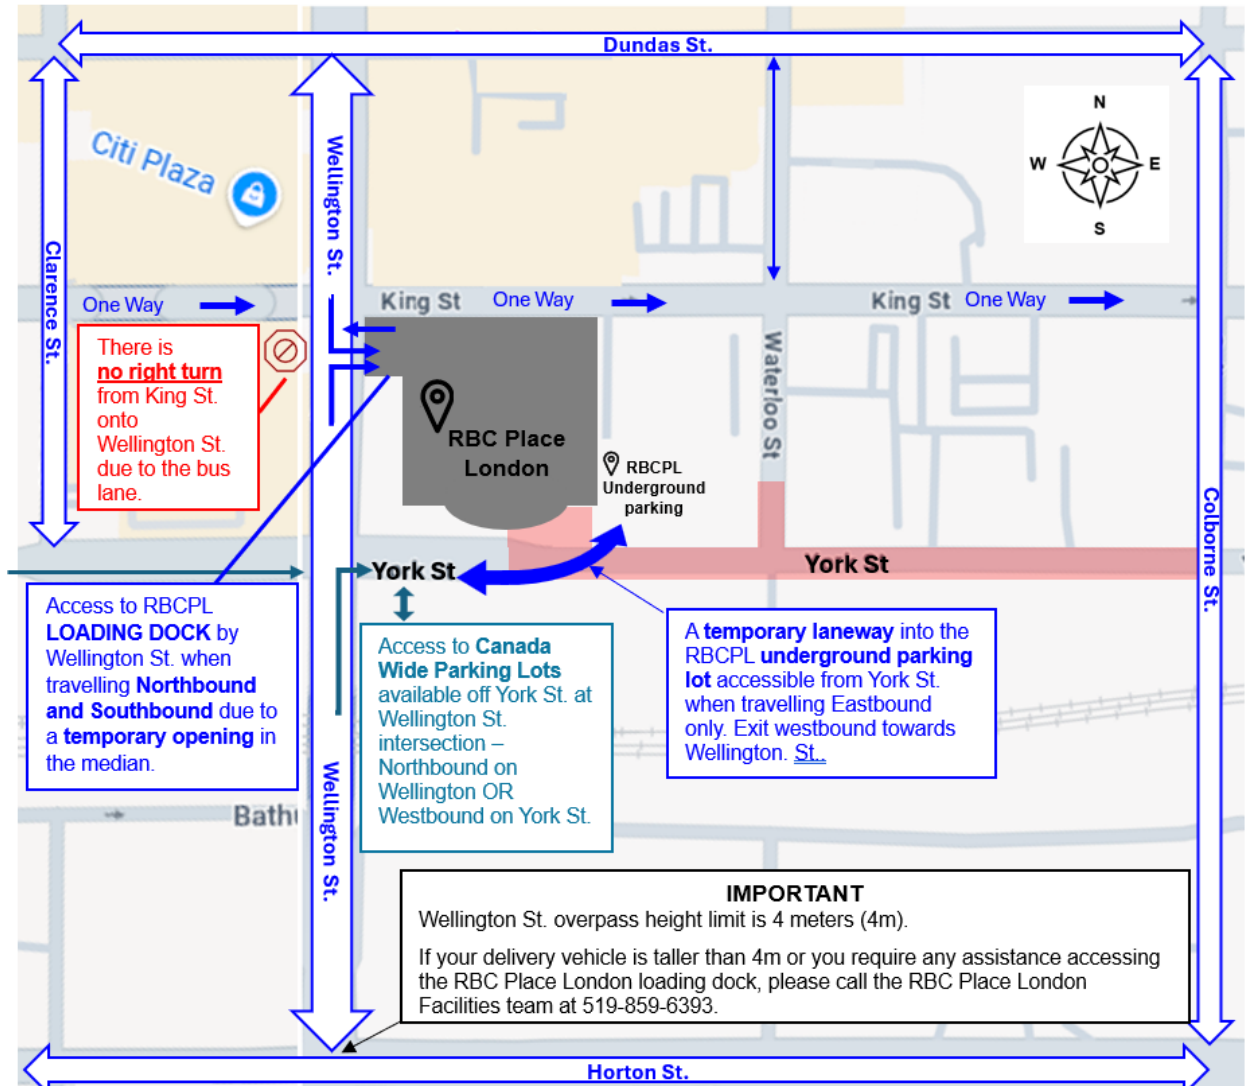 Dundas St.
Citi Plaza
Wellington St.
Clarence St.
N
W
E
S
One Way
King St
One Way
King St
One Way
There is
no right turn
from King St.
onto
Wellington St.
due to the bus
lane.
Waterloo St
RBC Place
London
RBCPL
Underground
parking
Colborne St.
York St
York St
Access to RBCPL
LOADING DOCK by
Wellington St. when
travelling Northbound
and Southbound due to
a temporary opening in
the median.
Access to Canada
Wide Parking Lots
available off York St. at
Wellington St.
intersection –
Northbound on
Wellington OR
Westbound on York St.
A temporary laneway into the
RBCPL underground parking
lot accessible from York St.
when travelling Eastbound
only. Exit westbound towards
Wellington. St..
Wellington St.
Bathu
IMPORTANT
Wellington St. overpass height limit is 4 meters (4m).
If your delivery vehicle is taller than 4m or you require any assistance accessing
the RBC Place London loading dock, please call the RBC Place London
Facilities team at 519-859-6393.
Horton St.